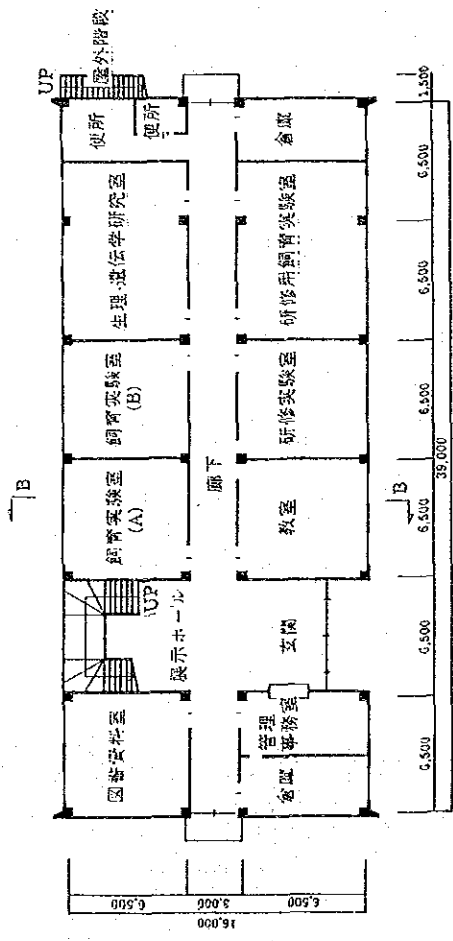 UP
屋外階段
便所
便所
倉庫
生理・遺伝学研究室
研修用飼育実験室
飼育実験室
(B)
研修実験室
B
飼育実験室
(A)
廊下
教室
B
UP
展示ホール
玄関
図書資料室
管理
事務室
倉庫
1,500
6,500
6,500
6,500
6,500
6,500
6,500
39,000
6,500
3,000
6,500
16,000